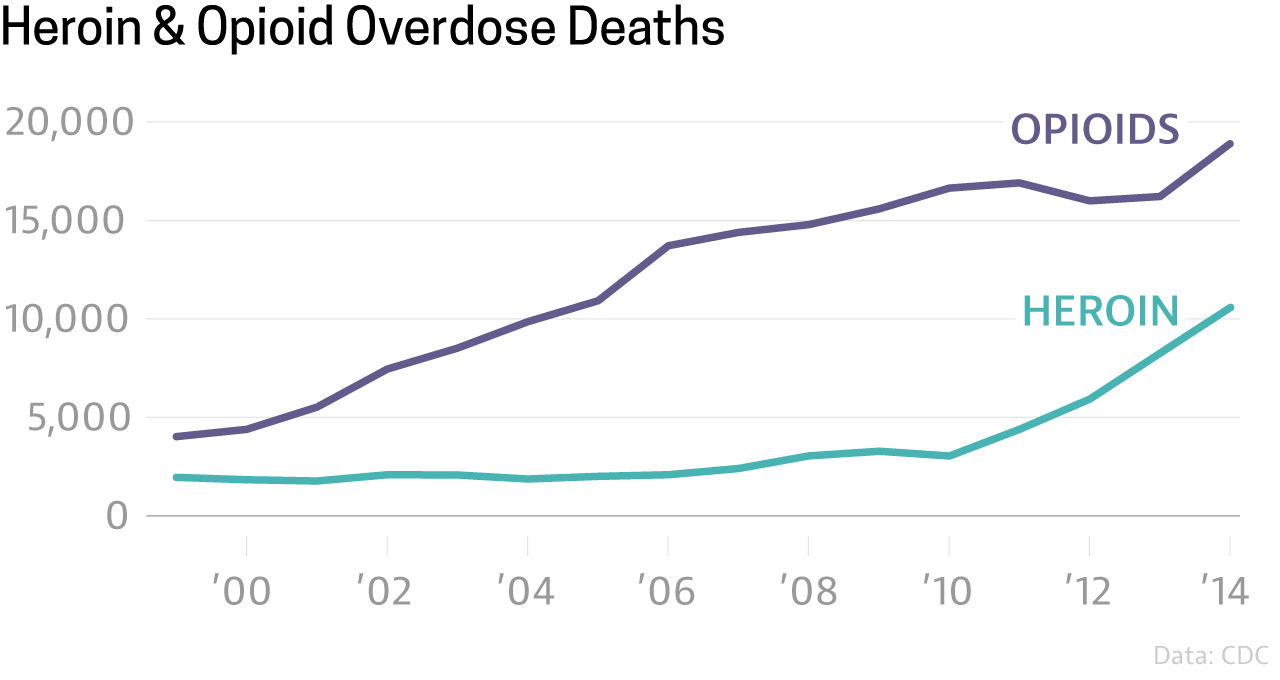 Heroin & Opioid Overdose Deaths
20,000
OPIOIDS
15,000
10,000
HEROIN
5,000
0
’00 ’02 ’04 ’06 ’08 ’10 ’12 ’14
Data: CDC